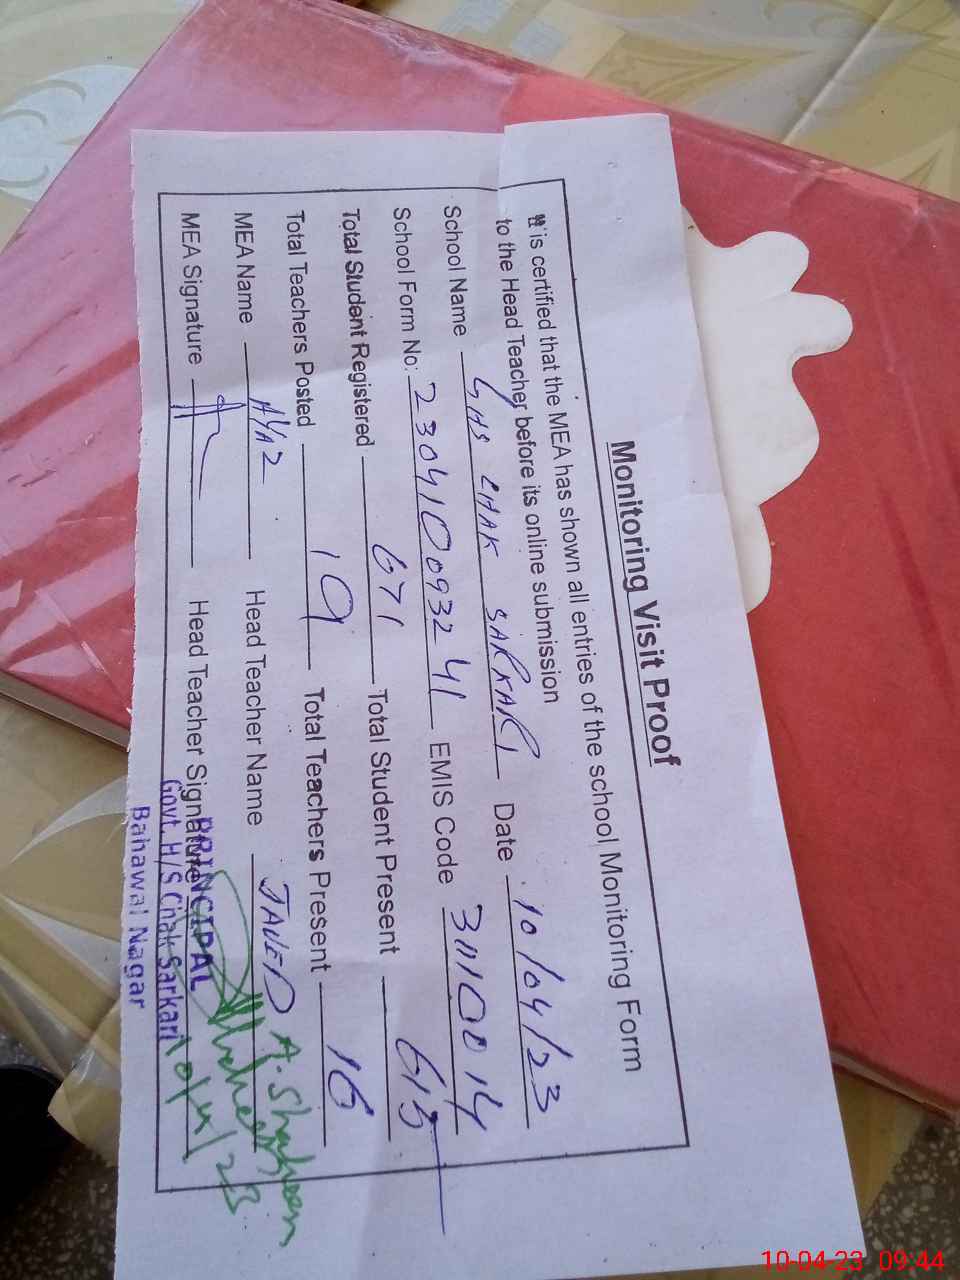 Monitoring Visit Proof
It is certified that the MEA has shown all entries of the school Monitoring Form
to the Head Teacher before its online submission
School Name GHS CHAK SARKARI Date 10/04/23
School Form No: 23041009324 1 EMIS Code 31110014
Total Student Registered 671 Total Student Present 615
Total Teachers Posted 19 Total Teachers Present 16
MEA Name Head Teacher Name JAVED A. Shaheen
MEA Signature Head Teacher Signature
PRINCIPAL
Govt. H/S Chak Sarkari
Bahawal Nagar
10/4/23
10-04-23 09:44